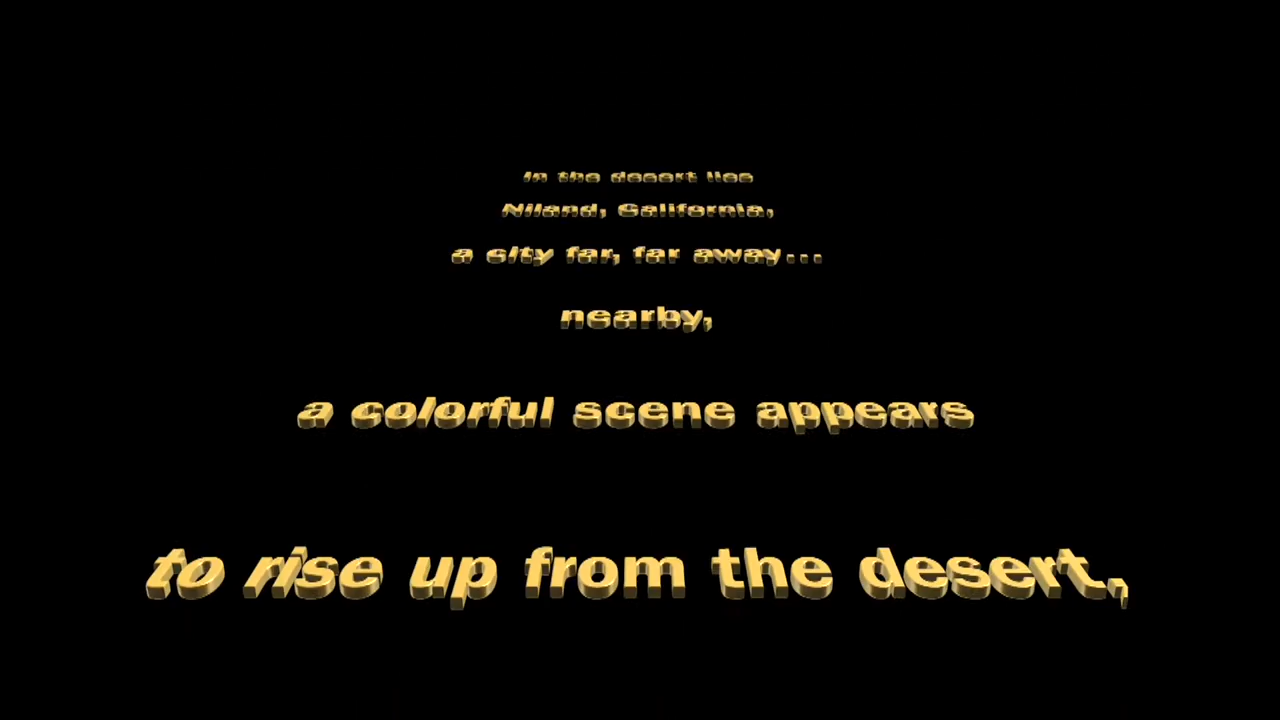 In the desert lies
Niland, California,
a city far, far away...
nearby,
a colorful scene appears
to rise up from the desert,